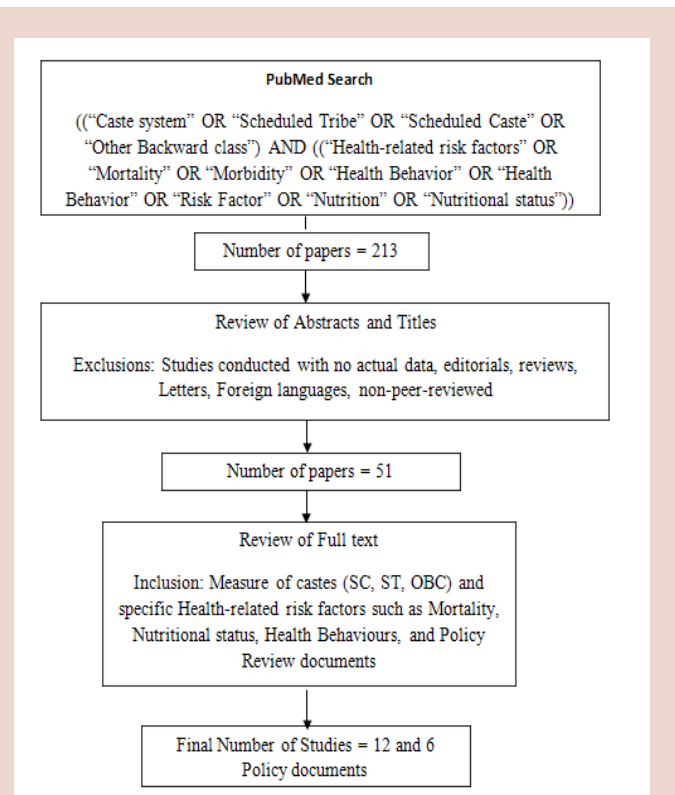 PubMed Search
((“Caste system” OR “Scheduled Tribe” OR “Scheduled Caste” OR
“Other Backward class”) AND ((“Health-related risk factors” OR
“Mortality” OR “Morbidity” OR “Health Behavior” OR “Health
Behavior” OR “Risk Factor” OR “Nutrition” OR “Nutritional status”))
Number of papers = 213
Review of Abstracts and Titles
Exclusions: Studies conducted with no actual data, editorials, reviews,
Letters, Foreign languages, non-peer-reviewed
Number of papers = 51
Review of Full text
Inclusion: Measure of castes (SC, ST, OBC) and
specific Health-related risk factors such as Mortality,
Nutritional status, Health Behaviours, and Policy
Review documents
Final Number of Studies = 12 and 6
Policy documents